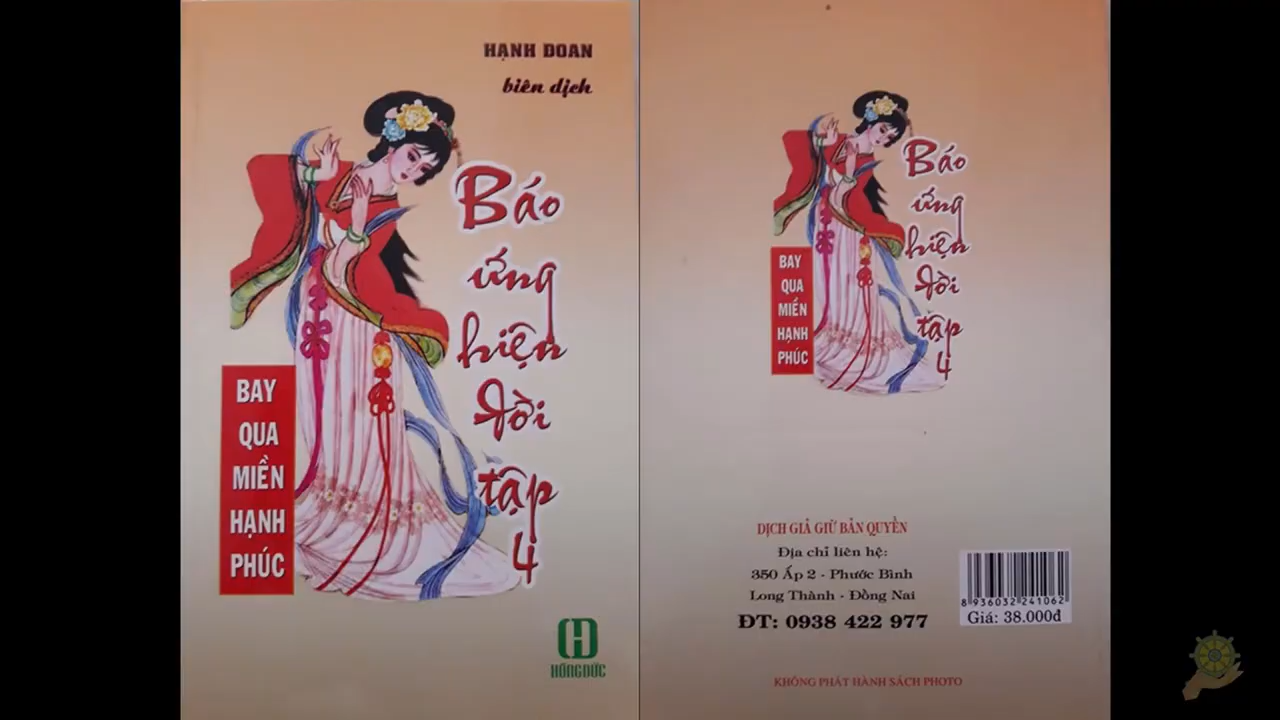 HẠNH DOAN
biên dịch
Báo
ứng
hiện
đời
tập
4
BAY
QUA
MIỀN
HẠNH
PHÚC
HỒNG ĐỨC
Báo
ứng
hiện
đời
tập
4
BAY
QUA
MIỀN
HẠNH
PHÚC
DỊCH GIẢ GIỮ BẢN QUYỀN
Địa chỉ liên hệ:
350 Ấp 2 - Phước Bình
Long Thành - Đồng Nai
ĐT: 0938 422 977
8 936032 241062
Giá: 38.000đ
KHÔNG PHÁT HÀNH SÁCH PHOTO